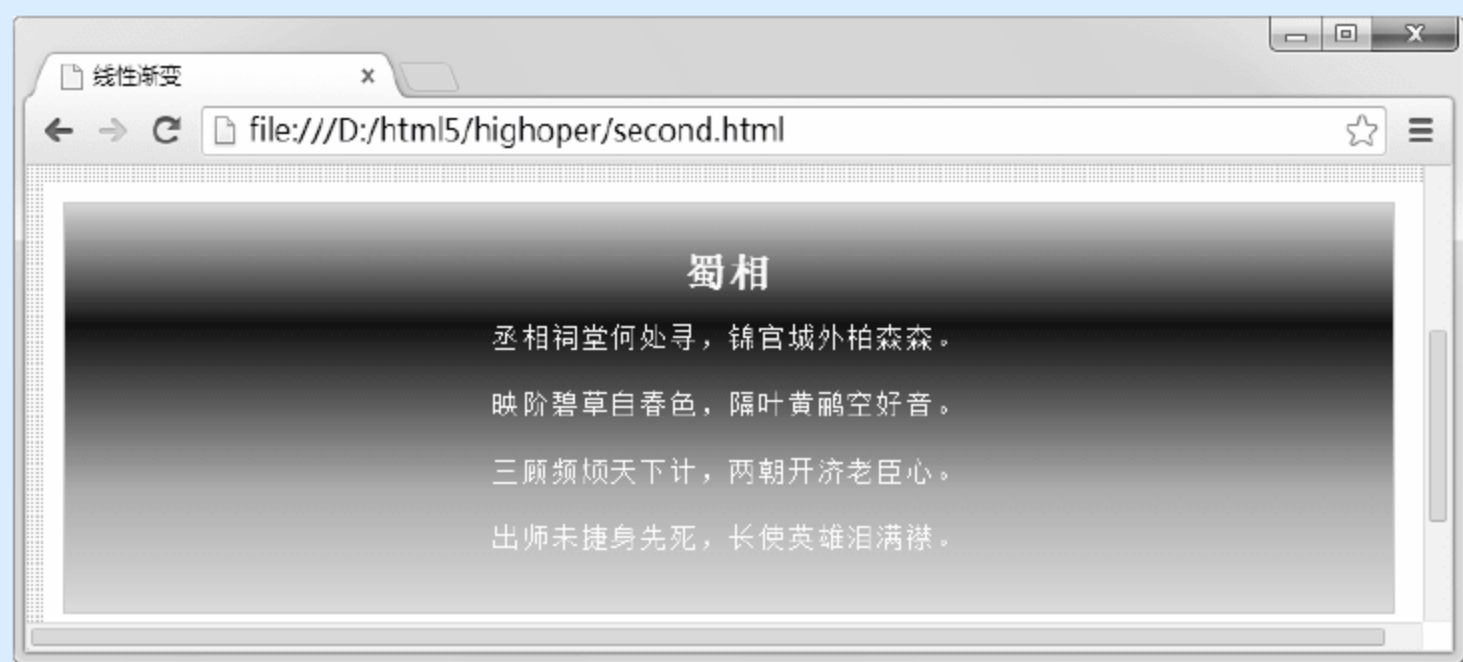 线性渐变
file:///D:/html5/highoper/second.html
蜀相
丞相祠堂何处寻，锦官城外柏森森。
映阶碧草自春色，隔叶黄鹂空好音。
三顾频烦天下计，两朝开济老臣心。
出师未捷身先死，长使英雄泪满襟。